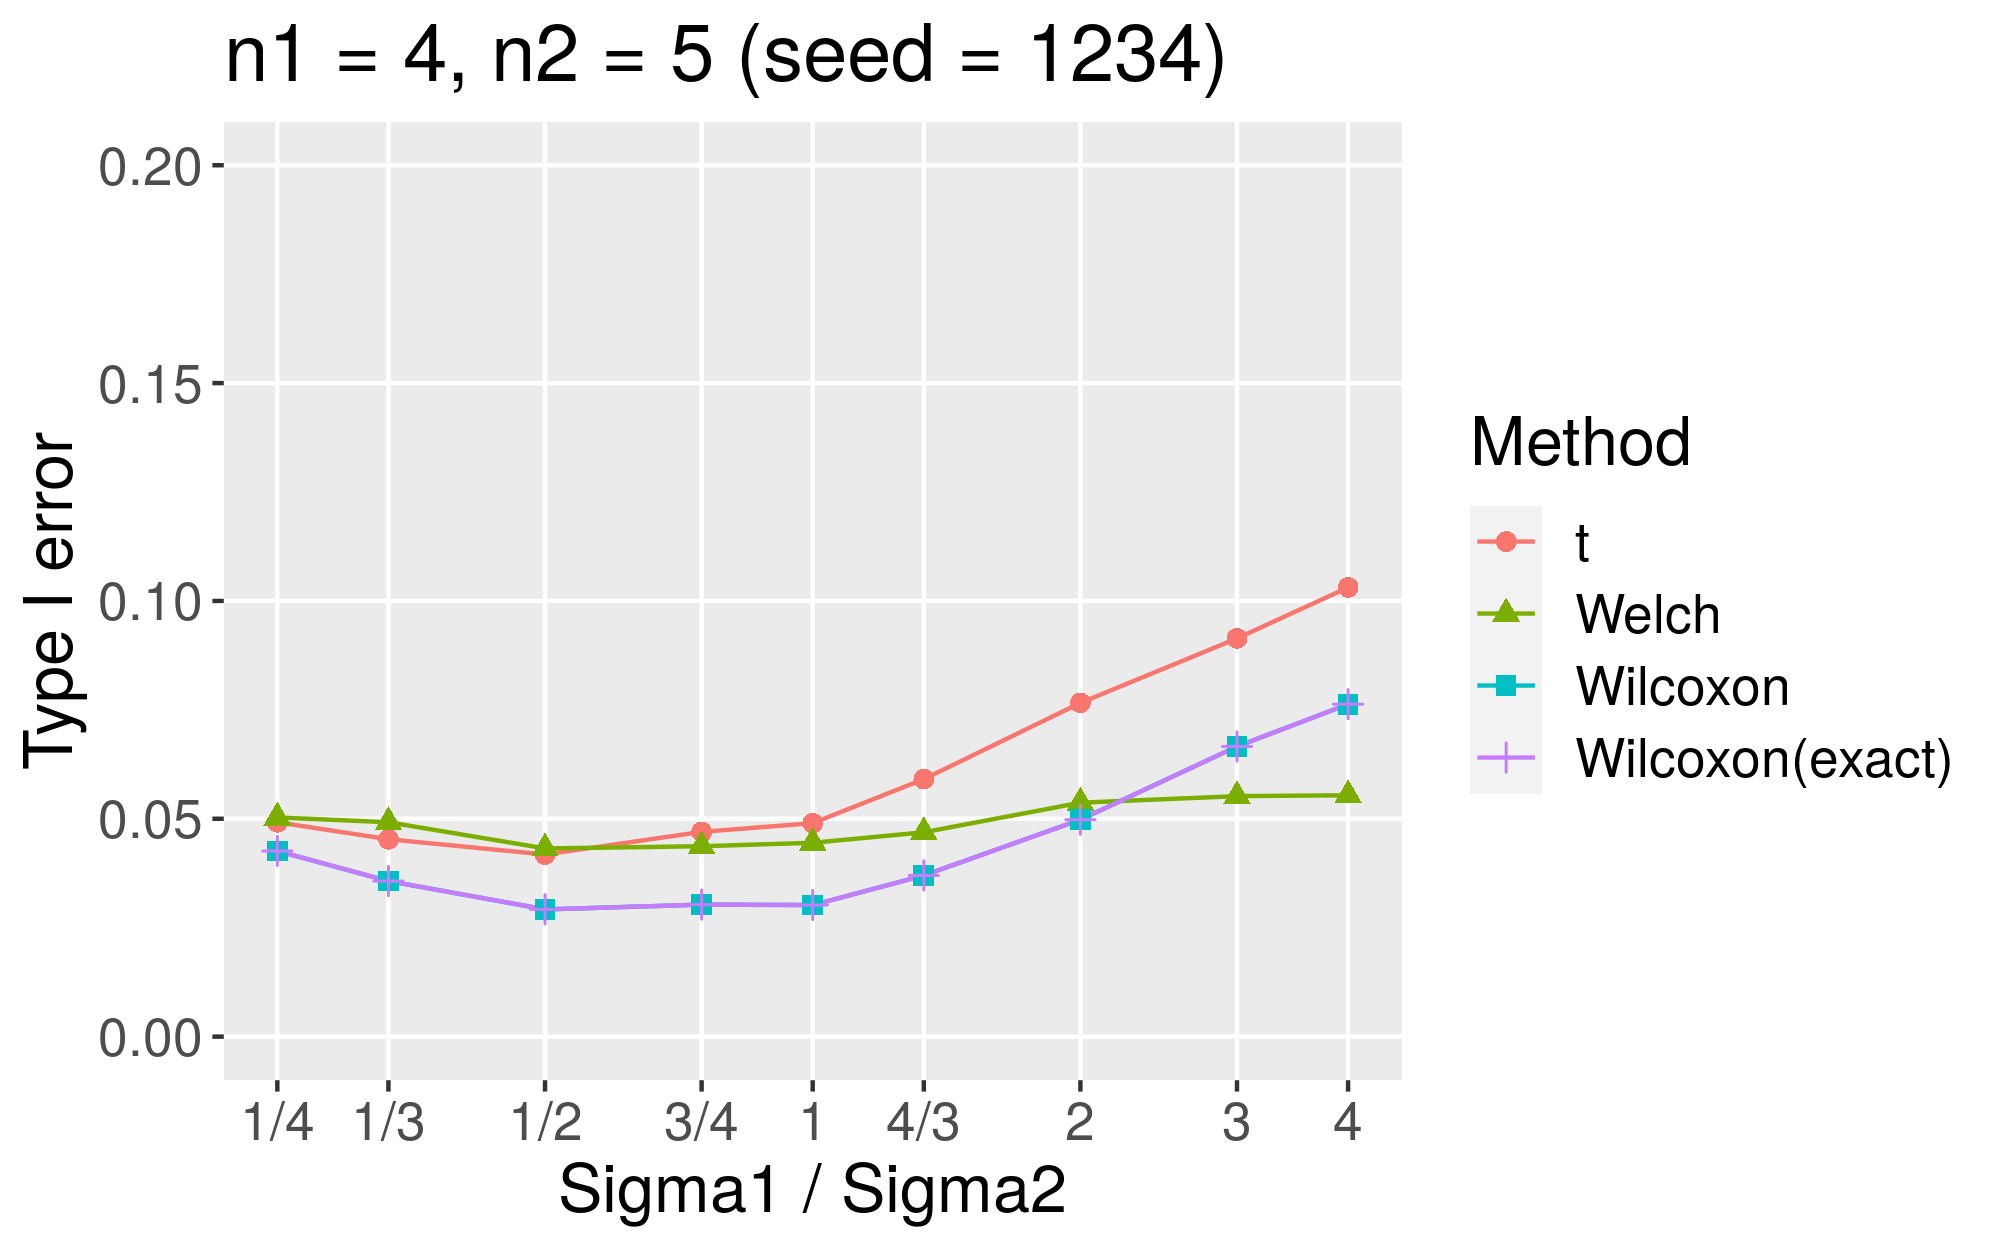 n1 = 4, n2 = 5 (seed = 1234)
0.20
0.15
0.10
0.05
0.00
Type I error
1/4 1/3 1/2 3/4 1 4/3 2 3 4
Sigma1 / Sigma2
Method
t
Welch
Wilcoxon
Wilcoxon(exact)